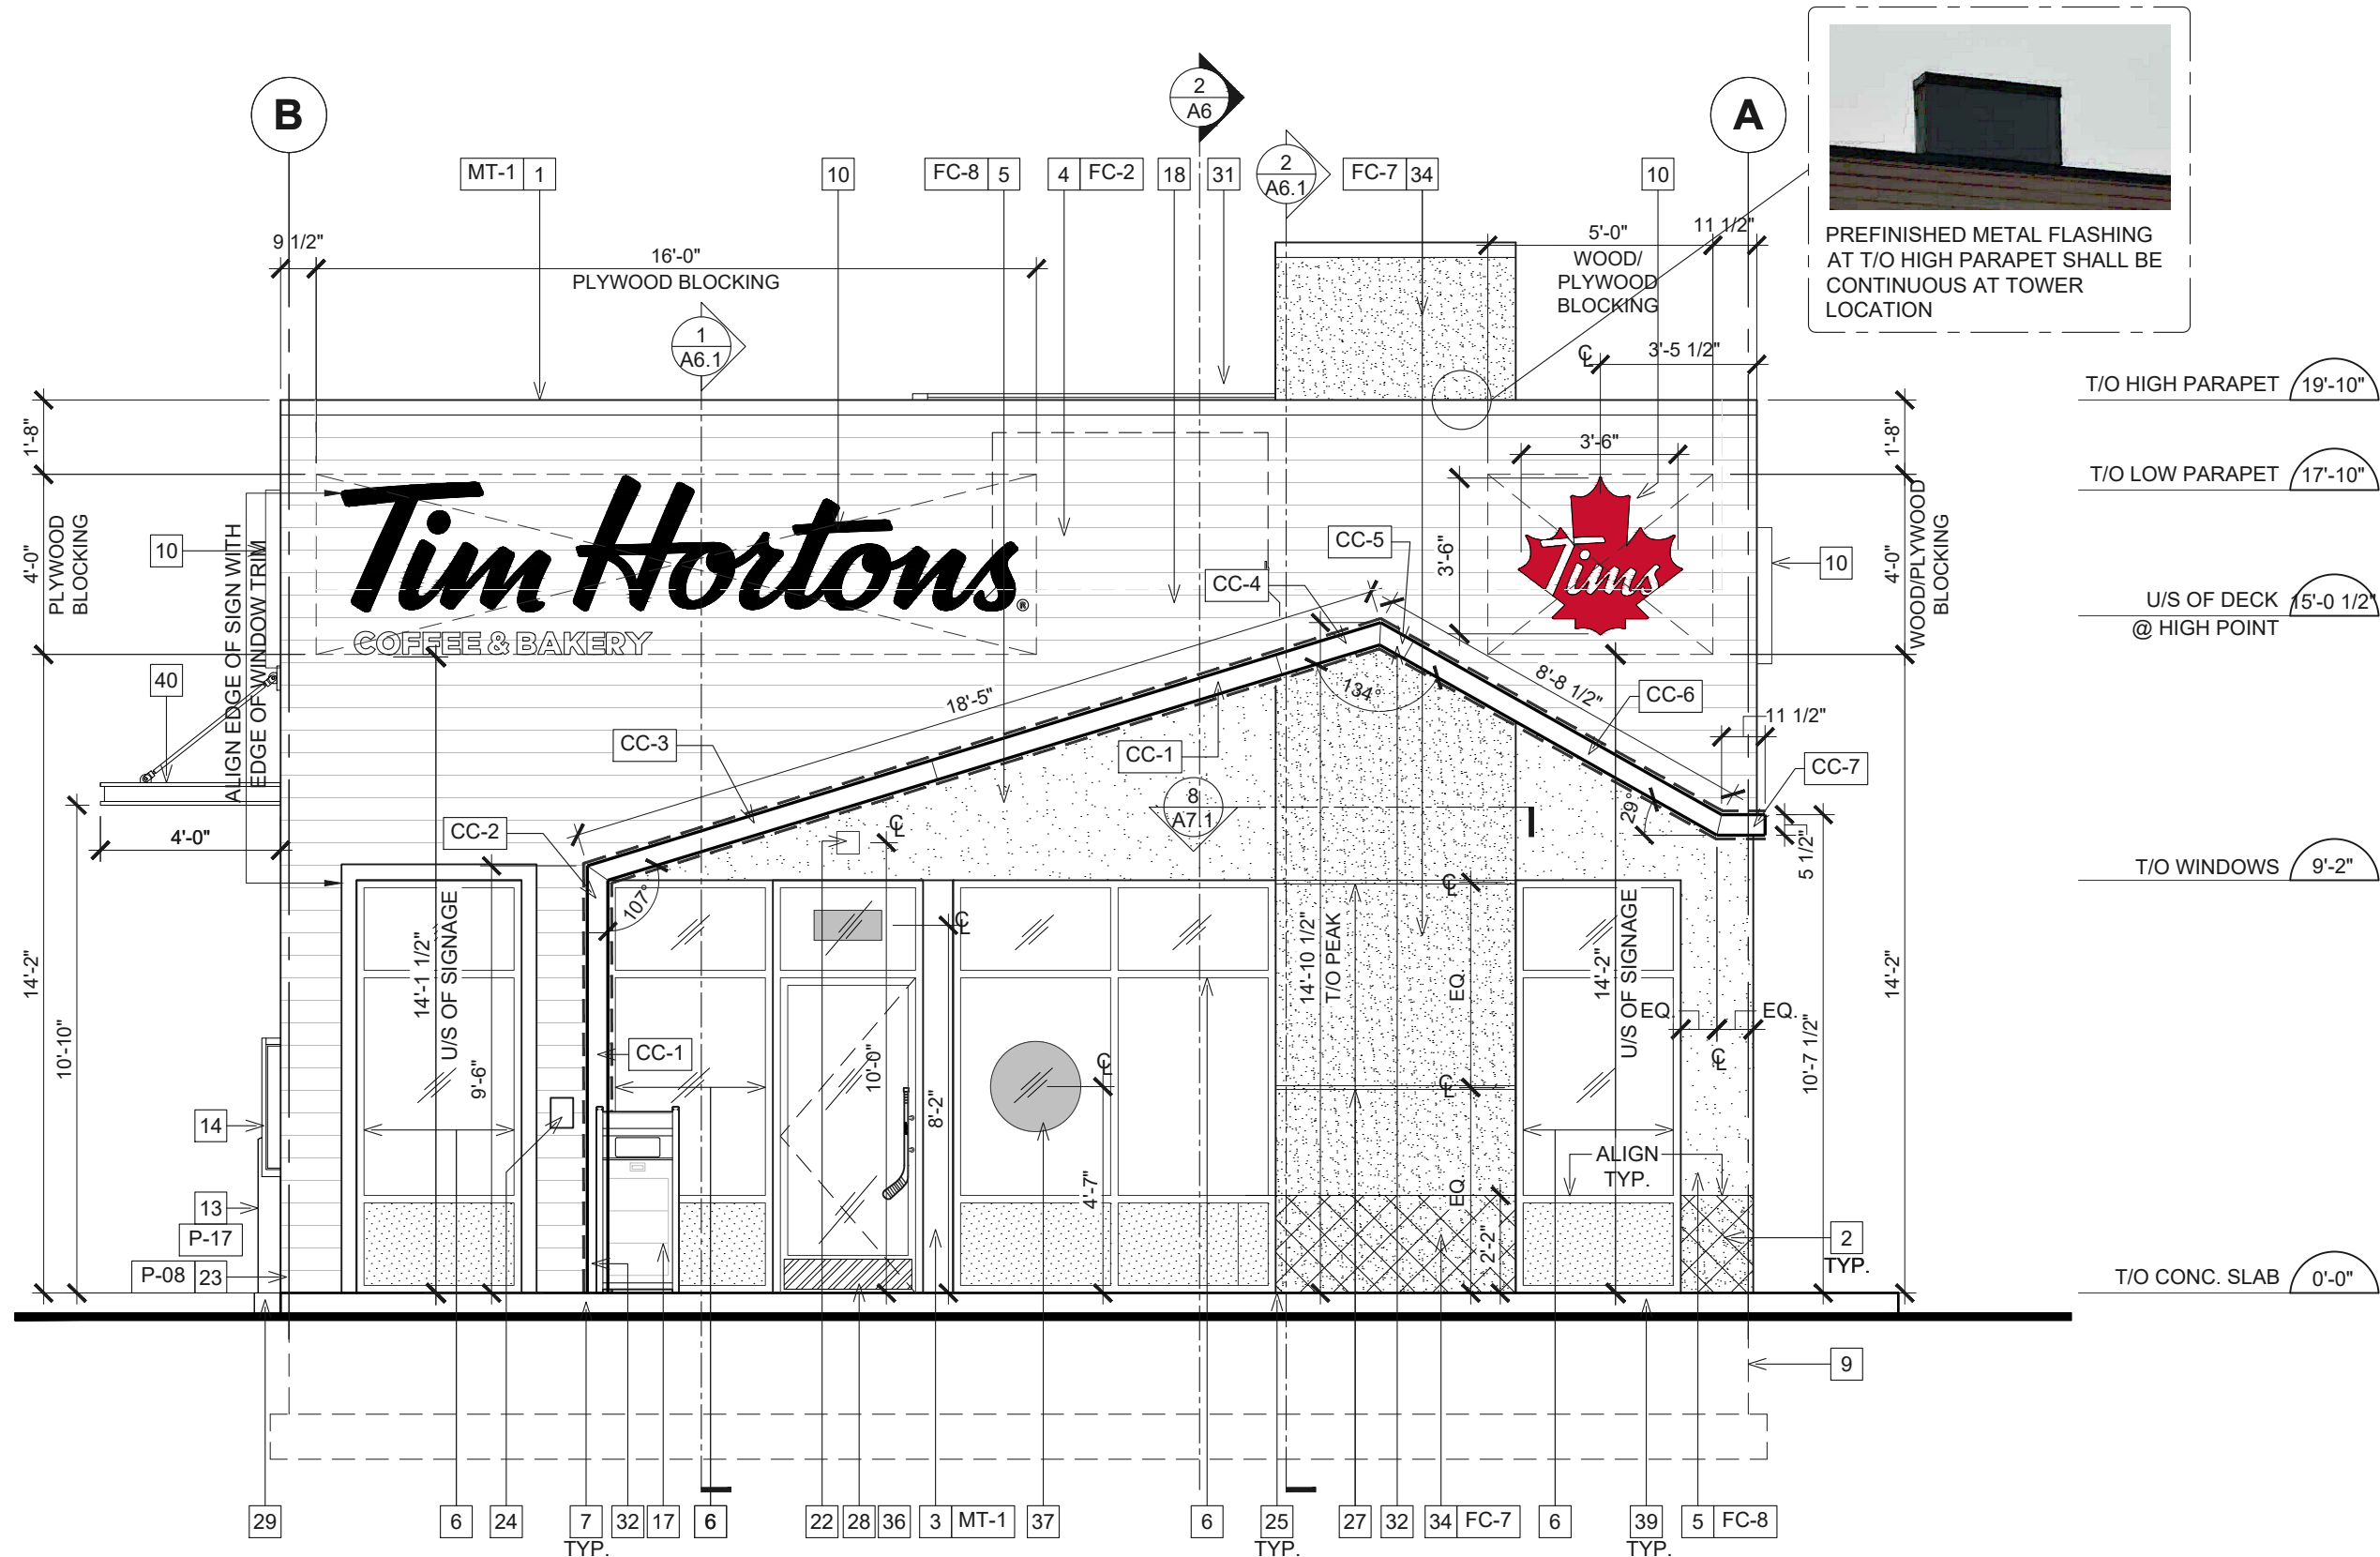 B
2
A6
A
2
A6.1
MT-1 1
10
FC-8 5
4 FC-2
18
31
FC-7 34
10
PREFINISHED METAL FLASHING
AT T/O HIGH PARAPET SHALL BE
CONTINUOUS AT TOWER
LOCATION
9 1/2"
16'-0"
PLYWOOD BLOCKING
5'-0"
WOOD/
PLYWOOD
BLOCKING
11 1/2"
1
A6.1
℄
3'-5 1/2"
T/O HIGH PARAPET 19'-10"
1'-8"
1'-8"
3'-6"
T/O LOW PARAPET 17'-10"
4'-0"
PLYWOOD
BLOCKING
10
ALIGN EDGE OF SIGN WITH
EDGE OF WINDOW TRIM
Tim Hortons®
COFFEE & BAKERY
CC-5
CC-4
3'-6"
Tims
10
4'-0"
WOOD/PLYWOOD
BLOCKING
U/S OF DECK 15'-0 1/2"
@ HIGH POINT
40
18'-5"
134°
8'-8 1/2"
CC-6
11 1/2"
CC-3
CC-1
CC-7
4'-0"
CC-2
℄
8
A7.1
29°
5 1/2"
T/O WINDOWS 9'-2"
107°
14'-2"
10'-10"
14'-1 1/2"
U/S OF SIGNAGE
9'-6"
CC-1
10'-0"
℄
8'-2"
℄
4'-7"
14'-10 1/2"
T/O PEAK
℄
EQ.
℄
EQ.
2'-2"
14'-2"
U/S OF SIGNAGE
EQ.
EQ.
℄
10'-7 1/2"
14'-2"
14
13
P-17
P-08 23
ALIGN
TYP.
2
TYP.
T/O CONC. SLAB 0'-0"
9
29
6
24
7
TYP.
32
17
6
22
28
36
3 MT-1
37
6
25
TYP.
27
32
34 FC-7
6
39
TYP.
5 FC-8